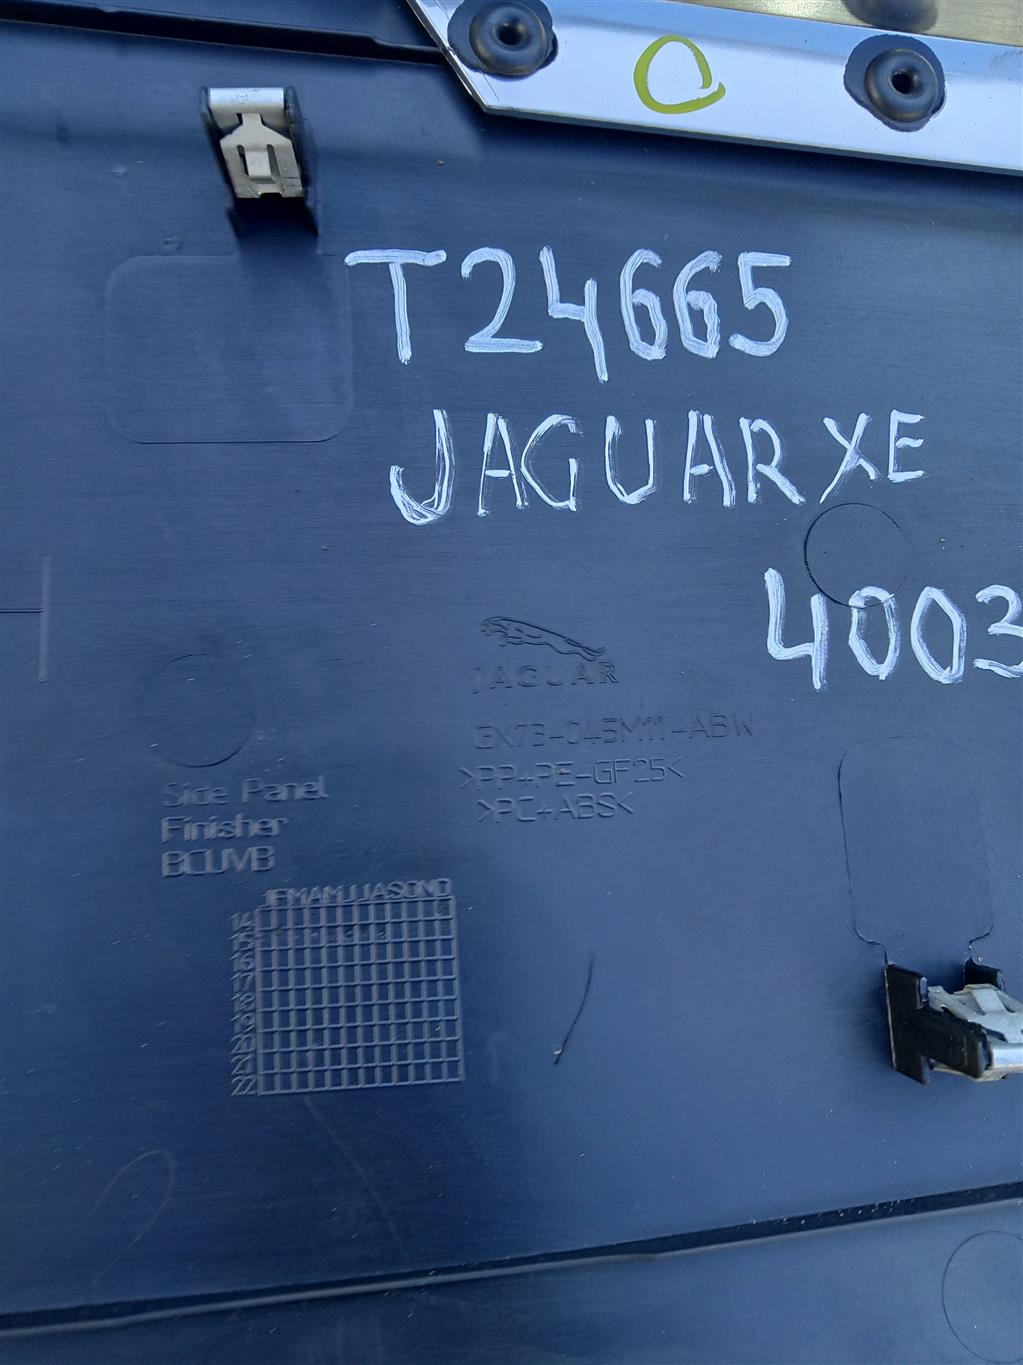 T24665
JAGUAR XE
4003
JAGUAR
GX73-045M11-ABW
>PP+PE-GF25<
>PC+ABS<
Side Panel
Finisher
BCUVB
JFMAMJJASOND
14
15
16
17
18
19
20
21
22